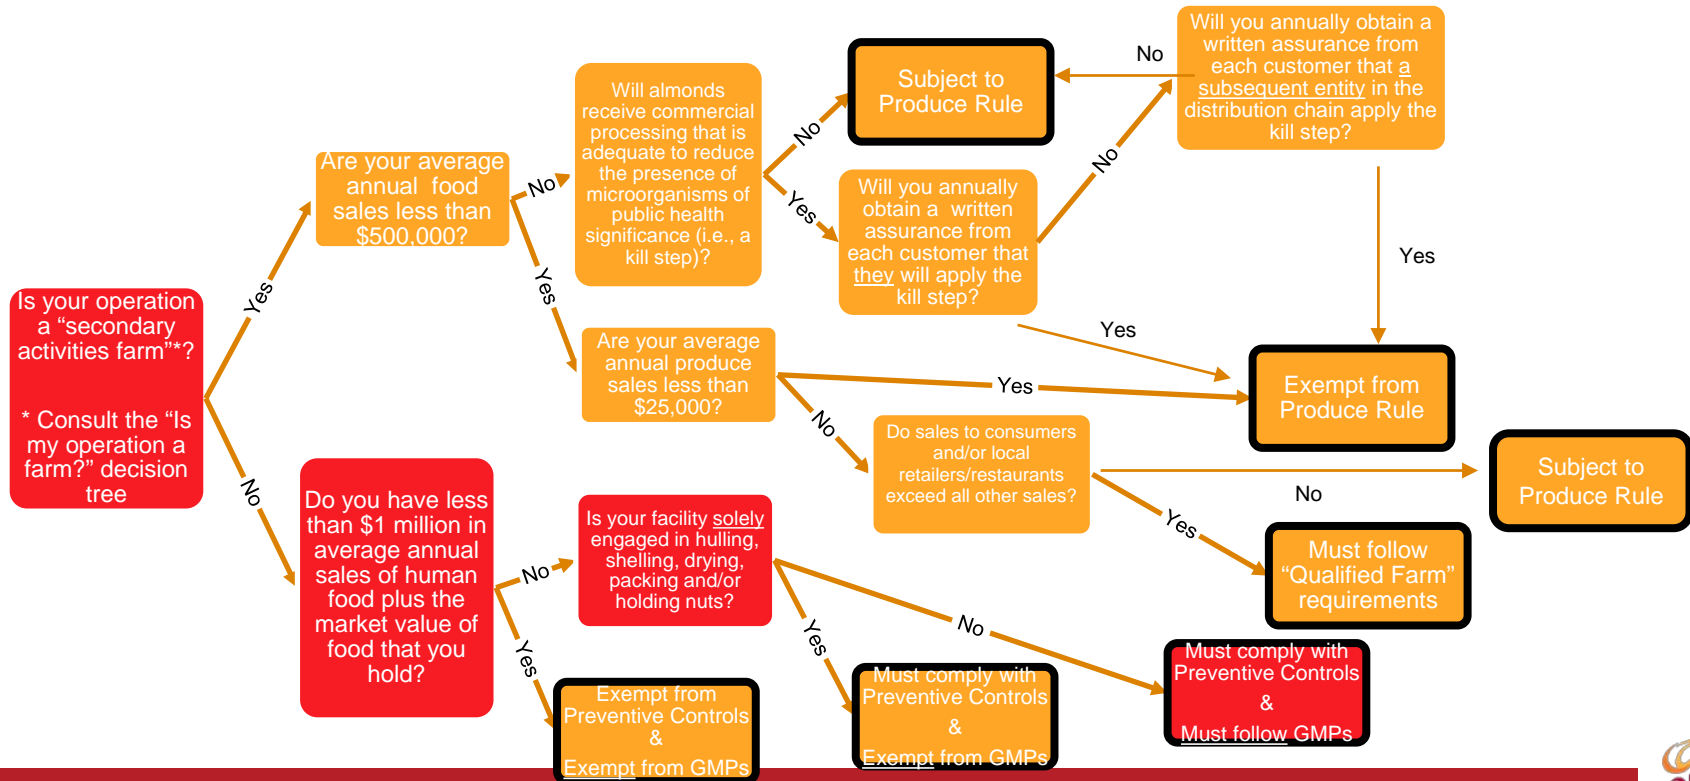 Is your operation
a “secondary
activities farm”*?
* Consult the “Is
my operation a
farm?” decision
tree
Yes
No
Are your average
annual food
sales less than
$500,000?
No
Yes
Will almonds
receive commercial
processing that is
adequate to reduce
the presence of
microorganisms of
public health
significance (i.e., a
kill step)?
No
Yes
Subject to
Produce Rule
Will you annually
obtain a written
assurance from
each customer that
they will apply the
kill step?
No
Yes
Will you annually obtain a
written assurance from
each customer that a
subsequent entity in the
distribution chain apply the
kill step?
No
Yes
Exempt from
Produce Rule
Are your average
annual produce
sales less than
$25,000?
Yes
No
Do sales to consumers
and/or local
retailers/restaurants
exceed all other sales?
No
Yes
Subject to
Produce Rule
Must follow
“Qualified Farm”
requirements
Do you have less
than $1 million in
average annual
sales of human
food plus the
market value of
food that you
hold?
No
Yes
Is your facility solely
engaged in hulling,
shelling, drying,
packing and/or
holding nuts?
Yes
No
Exempt from
Preventive Controls
&
Exempt from GMPs
Must comply with
Preventive Controls
&
Exempt from GMPs
Must comply with
Preventive Controls
&
Must follow GMPs